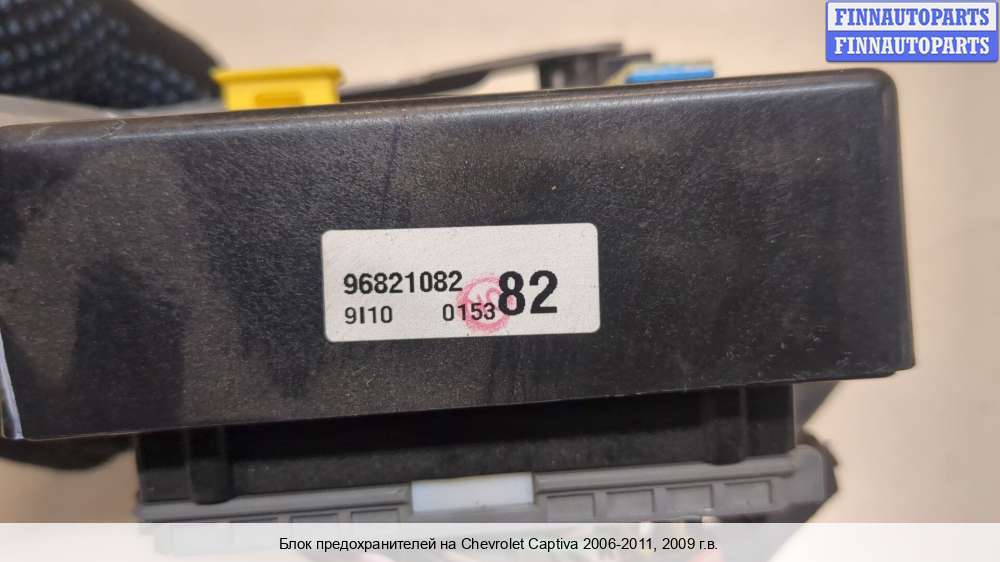 FINNAUTOPARTS
FINNAUTOPARTS
96821082
82
9I10 0153
Блок предохранителей на Chevrolet Captiva 2006-2011, 2009 г.в.